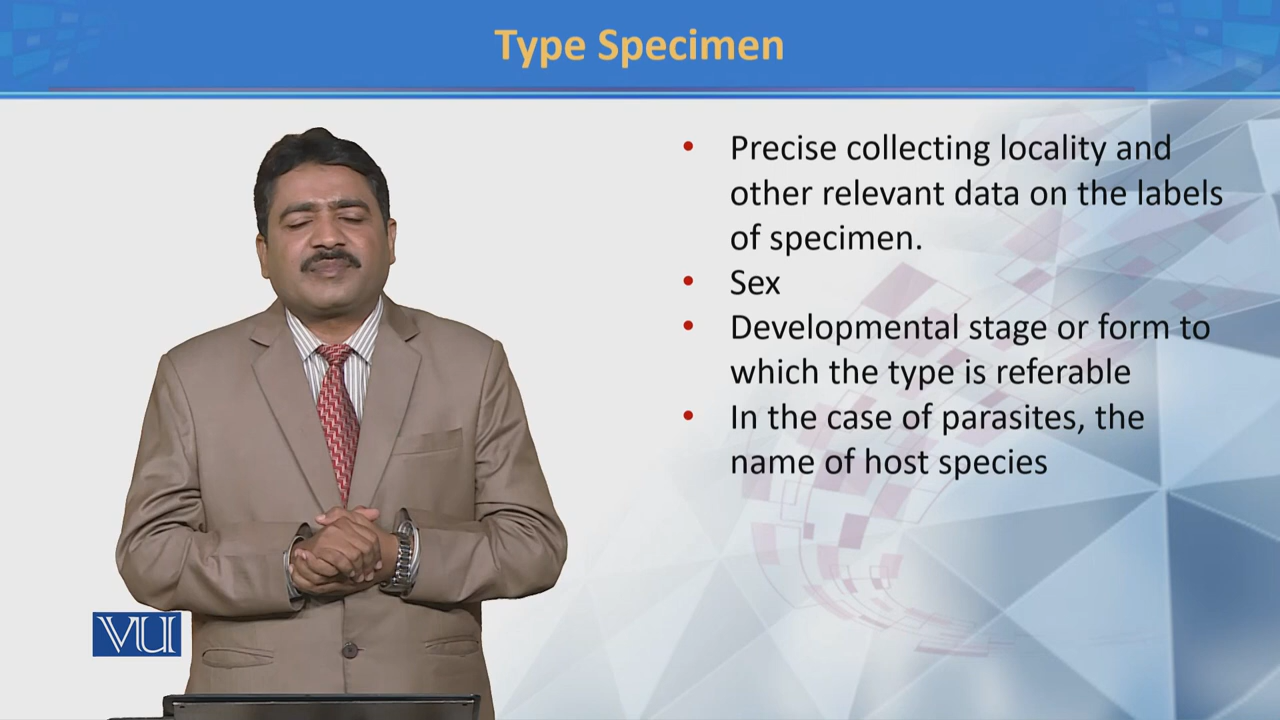 Type Specimen
• Precise collecting locality and
other relevant data on the labels
of specimen.
• Sex
• Developmental stage or form to
which the type is referable
• In the case of parasites, the
name of host species
VU